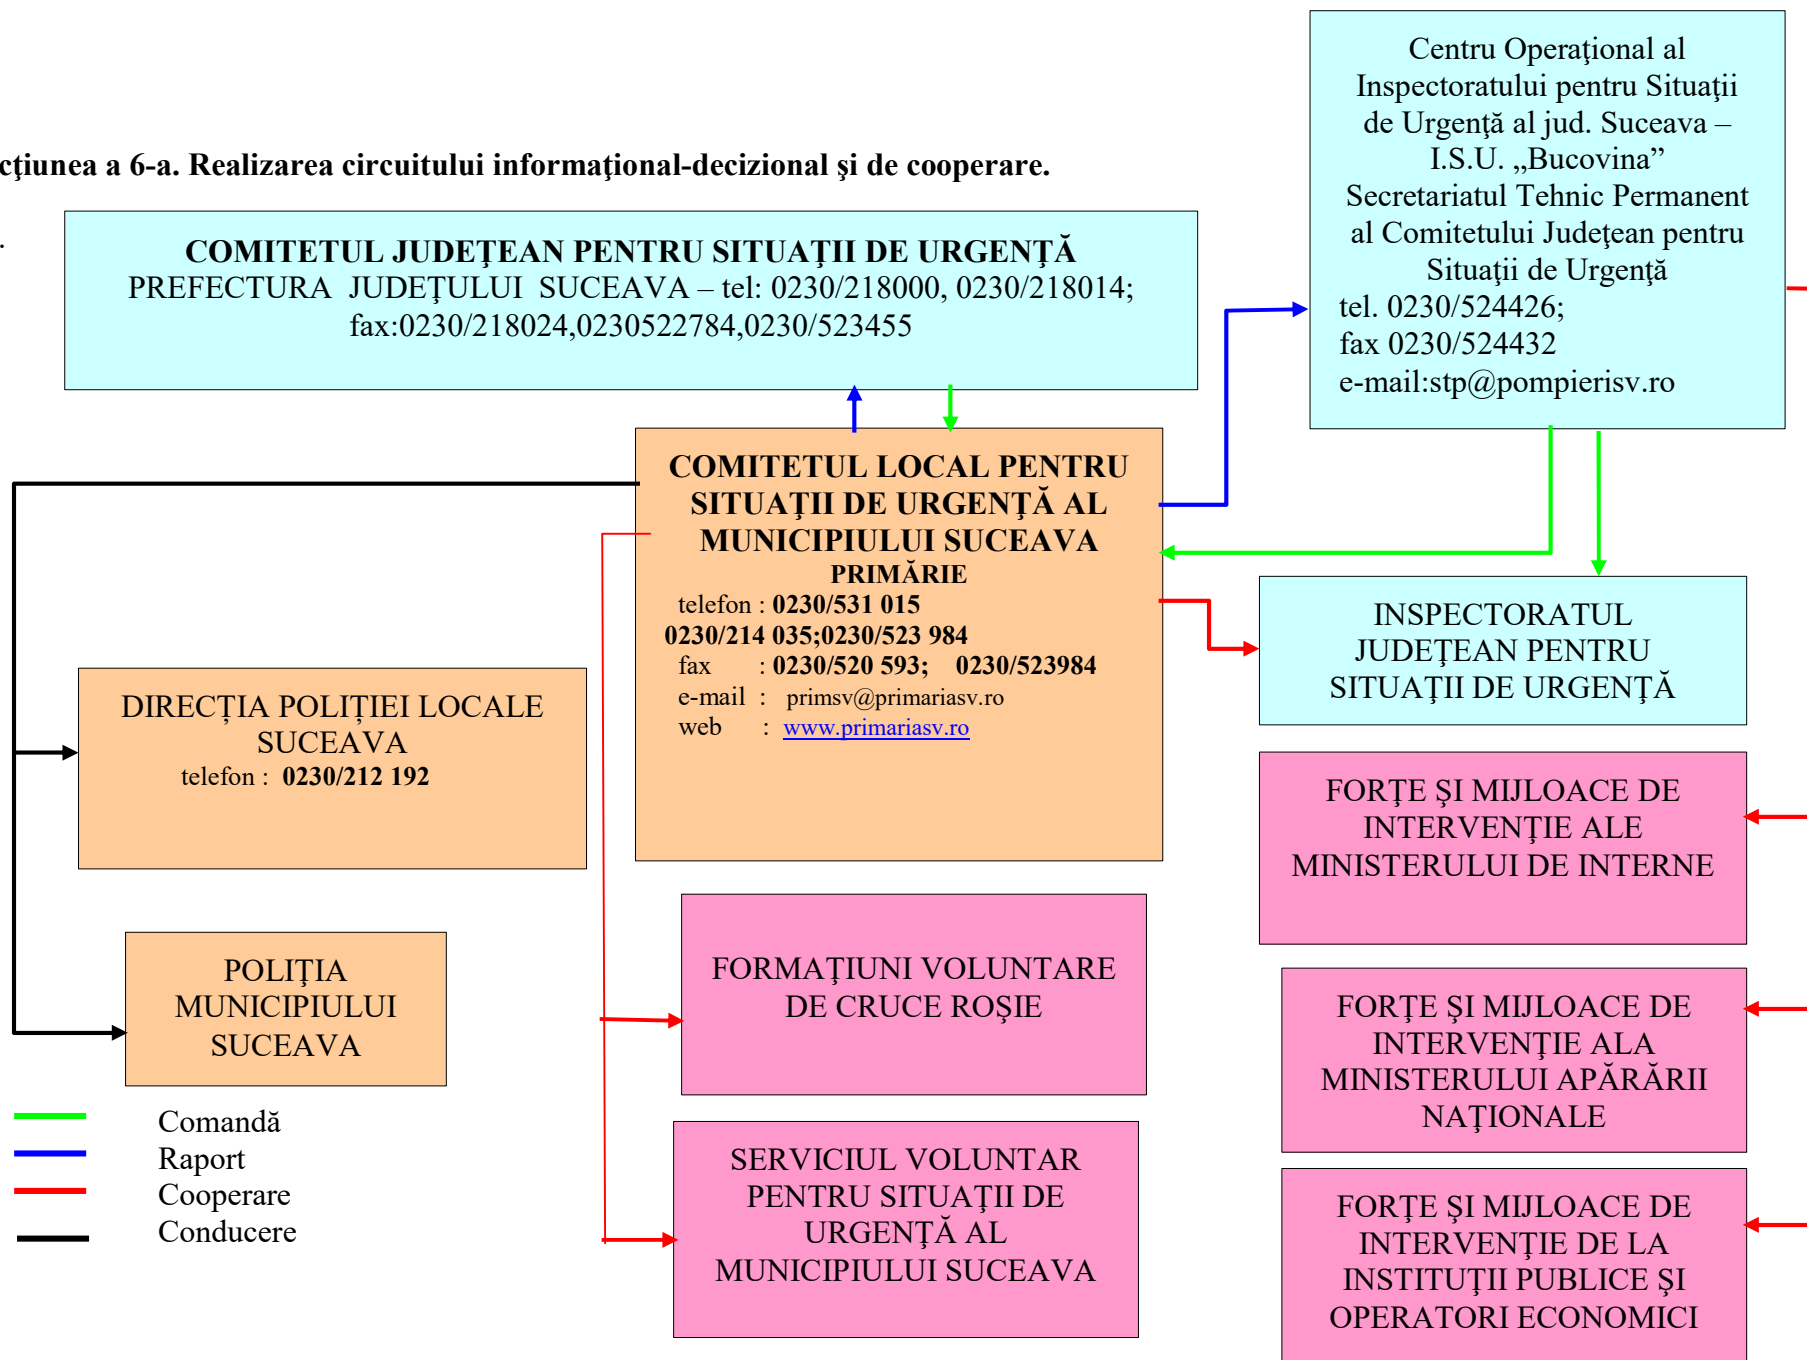 cţiunea a 6-a. Realizarea circuitului informaţional-decizional şi de cooperare.
.
COMITETUL JUDEŢEAN PENTRU SITUAŢII DE URGENŢĂ
PREFECTURA JUDEŢULUI SUCEAVA – tel: 0230/218000, 0230/218014;
fax:0230/218024,0230522784,0230/523455
Centru Operaţional al
Inspectoratului pentru Situaţii
de Urgenţă al jud. Suceava –
I.S.U. „Bucovina”
Secretariatul Tehnic Permanent
al Comitetului Judeţean pentru
Situaţii de Urgenţă
tel. 0230/524426;
fax 0230/524432
e-mail:stp@pompierisv.ro
COMITETUL LOCAL PENTRU
SITUAŢII DE URGENŢĂ AL
MUNICIPIULUI SUCEAVA
PRIMĂRIE
telefon : 0230/531 015
0230/214 035;0230/523 984
fax : 0230/520 593; 0230/523984
e-mail : primsv@primariasv.ro
web : www.primariasv.ro
INSPECTORATUL
JUDEŢEAN PENTRU
SITUAŢII DE URGENŢĂ
DIRECȚIA POLIȚIEI LOCALE
SUCEAVA
telefon : 0230/212 192
FORŢE ŞI MIJLOACE DE
INTERVENŢIE ALE
MINISTERULUI DE INTERNE
POLIŢIA
MUNICIPIULUI
SUCEAVA
FORMAŢIUNI VOLUNTARE
DE CRUCE ROŞIE
FORŢE ŞI MIJLOACE DE
INTERVENŢIE ALA
MINISTERULUI APĂRĂRII
NAŢIONALE
Comandă
Raport
Cooperare
Conducere
SERVICIUL VOLUNTAR
PENTRU SITUAŢII DE
URGENŢĂ AL
MUNICIPIULUI SUCEAVA
FORŢE ŞI MIJLOACE DE
INTERVENŢIE DE LA
INSTITUŢII PUBLICE ŞI
OPERATORI ECONOMICI